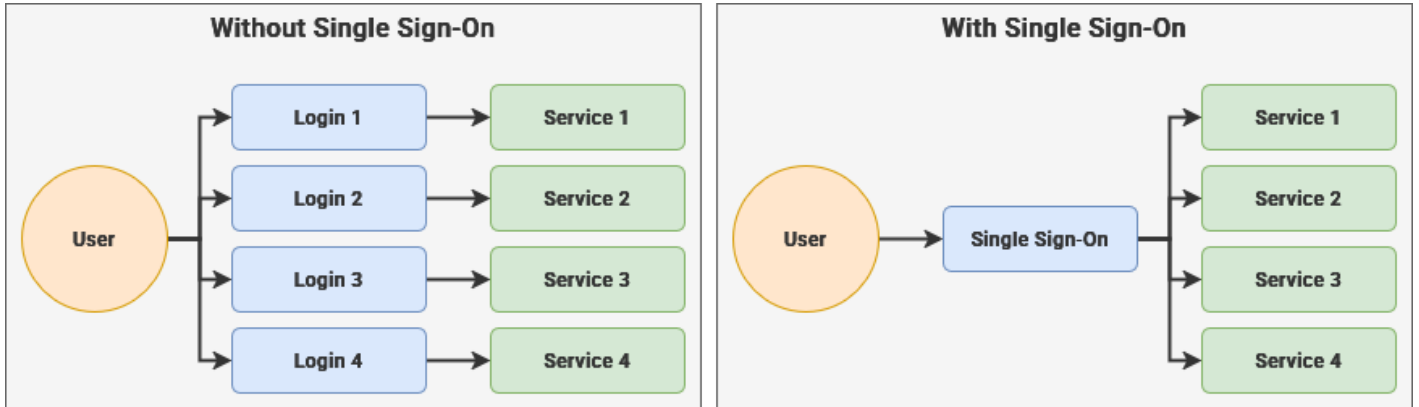 Without Single Sign-On
User
Login 1
Service 1
Login 2
Service 2
Login 3
Service 3
Login 4
Service 4
With Single Sign-On
User
Single Sign-On
Service 1
Service 2
Service 3
Service 4